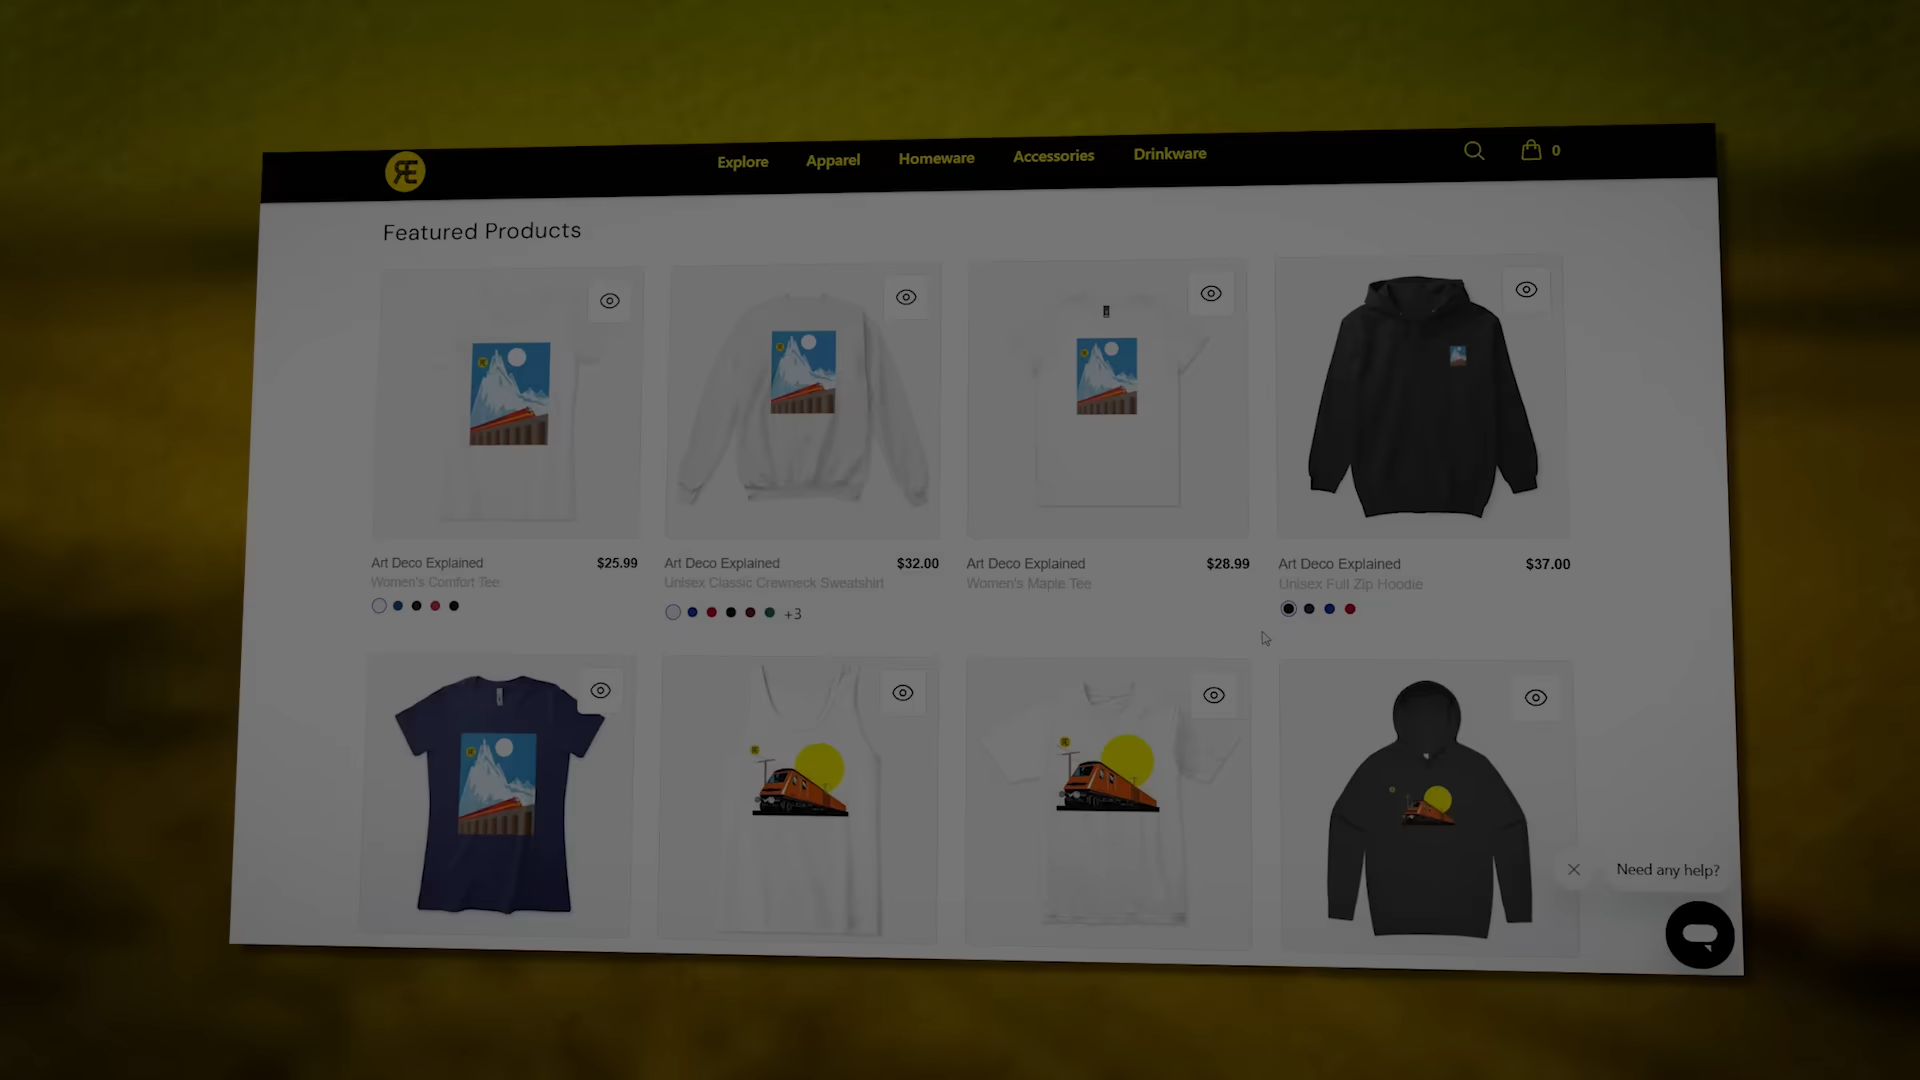 RE
Explore Apparel Homeware Accessories Drinkware 0
Featured Products
Art Deco Explained $25.99
Women's Comfort Tee
Art Deco Explained $32.00
Unisex Classic Crewneck Sweatshirt
+3
Art Deco Explained $28.99
Women's Maple Tee
Art Deco Explained $37.00
Unisex Full Zip Hoodie
Need any help?